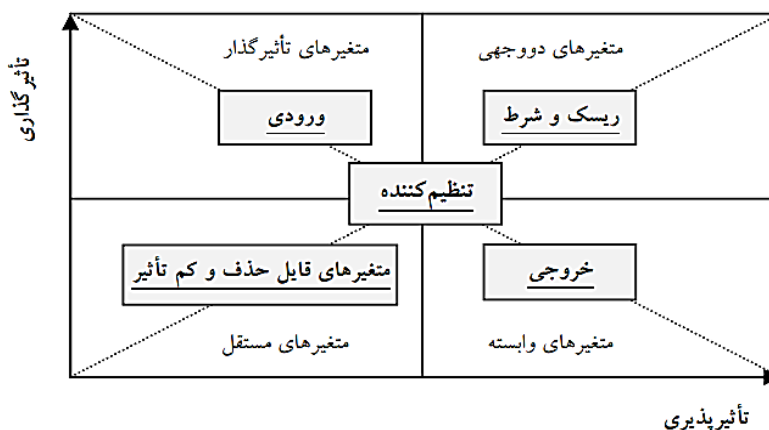 تأثیرگذاری
متغیرهای دووجهی
متغیرهای تأثیرگذار
ریسک و شرط
ورودی
تنظیم‌کننده
خروجی
متغیرهای قایل حذف و کم تأثیر
متغیرهای وابسته
متغیرهای مستقل
تأثیرپذیری